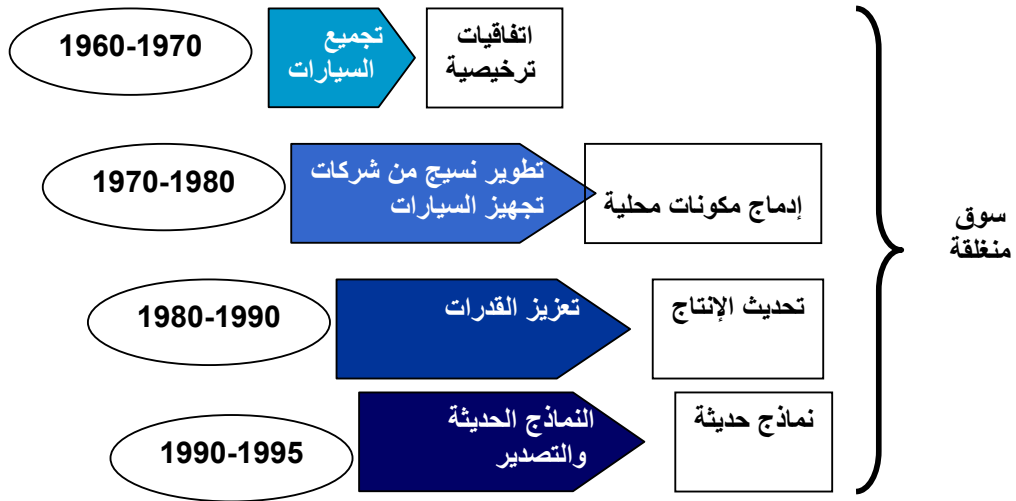 1960-1970
تجميع
السيارات
اتفاقيات
ترخيصية
1970-1980
تطوير نسيج من شركات
تجهيز السيارات
إدماج مكونات محلية
1980-1990
تعزيز القدرات
تحديث الإنتاج
1990-1995
النماذج الحديثة
والتصدير
نماذج حديثة
سوق
منغلقة